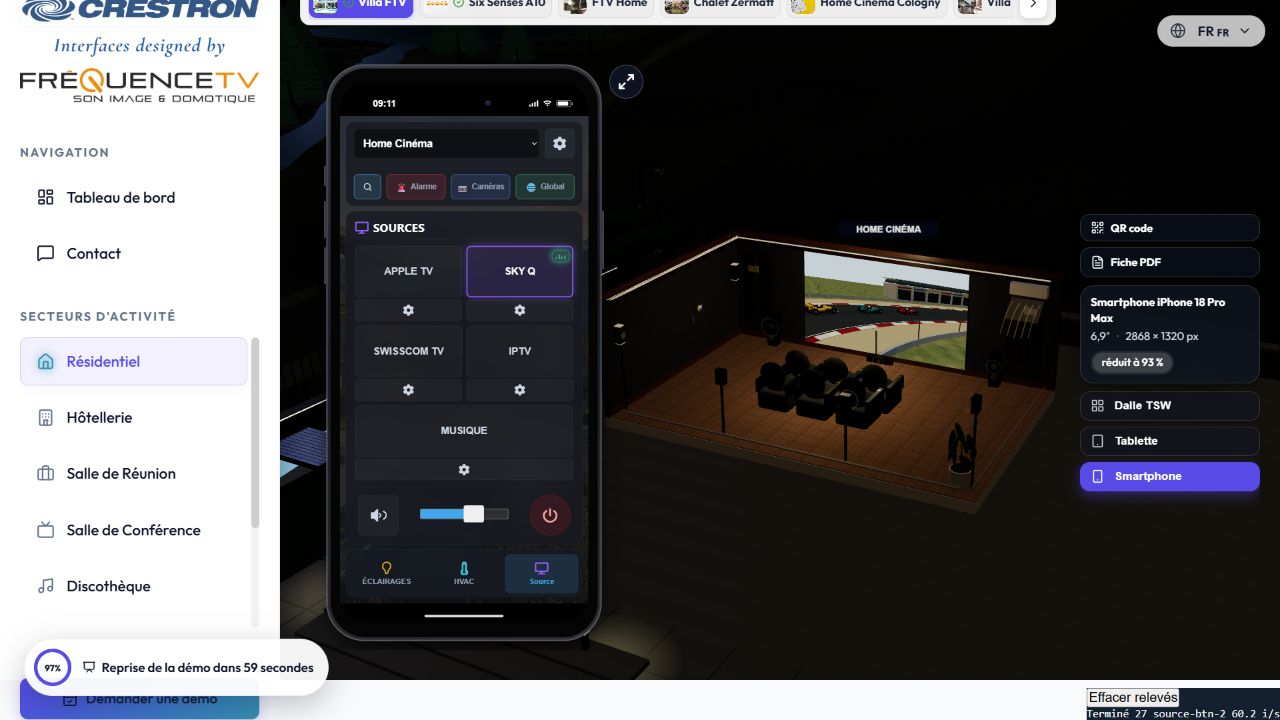 CRESTRON
Interfaces designed by
FRÉQUENCETV
SON IMAGE & DOMOTIQUE
NAVIGATION
Tableau de bord
Contact
SECTEURS D'ACTIVITÉ
Résidentiel
Hôtellerie
Salle de Réunion
Salle de Conférence
Discothèque
97%
Reprise de la démo dans 59 secondes
Demander une démo
Villa FTV
Six Senses A10
FTV Home
Chalet Zermatt
Home Cinema Cologny
Villa
FR FR
09:11
Home Cinéma
Alarme
Caméras
Global
SOURCES
APPLE TV
SKY Q
SWISSCOM TV
IPTV
MUSIQUE
ÉCLAIRAGES
HVAC
Source
HOME CINÉMA
QR code
Fiche PDF
Smartphone iPhone 18 Pro
Max
6,9" · 2868 × 1320 px
réduit à 93 %
Dalle TSW
Tablette
Smartphone
Effacer relevés
Terminé 27 source-btn-2 60.2 i/s